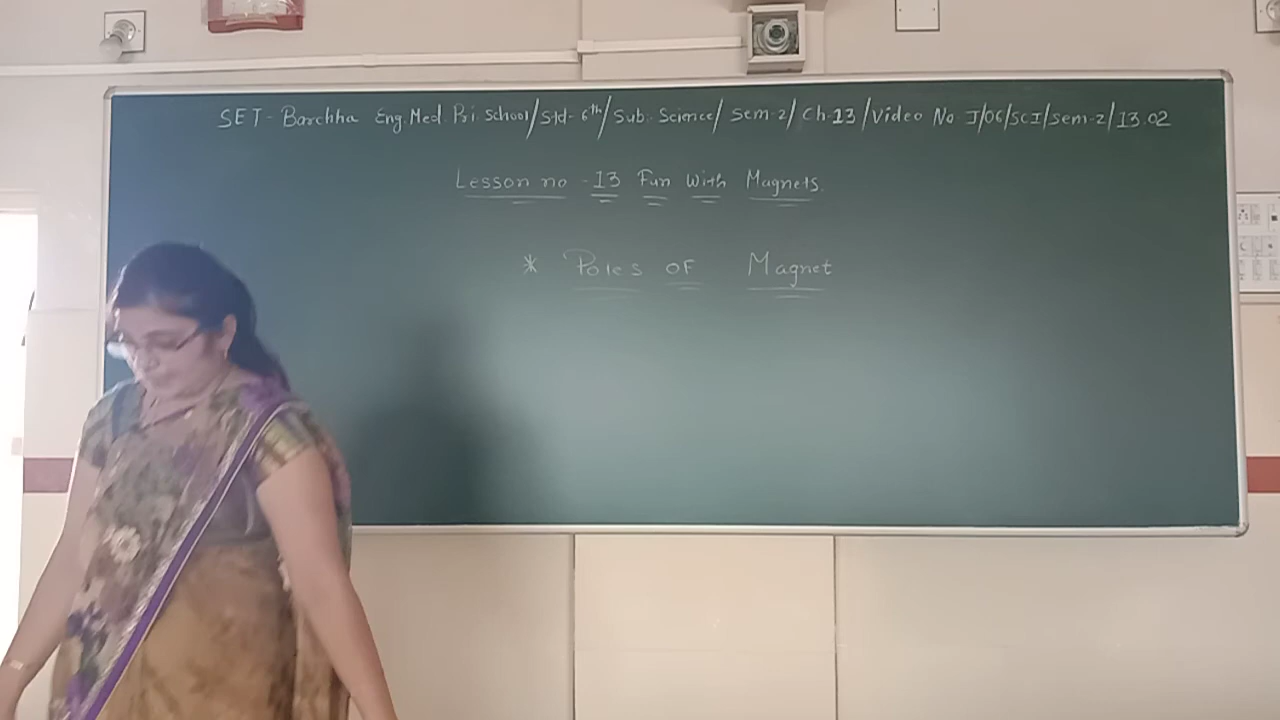 SET- Barchha Eng.Med. Pri. School/Std- 6th/Sub:- Science/ Sem-2/ Ch-13 /Video No I/06/SCI/Sem-2/13.02
Lesson no -13 Fun With Magnets.
* Poles OF Magnet